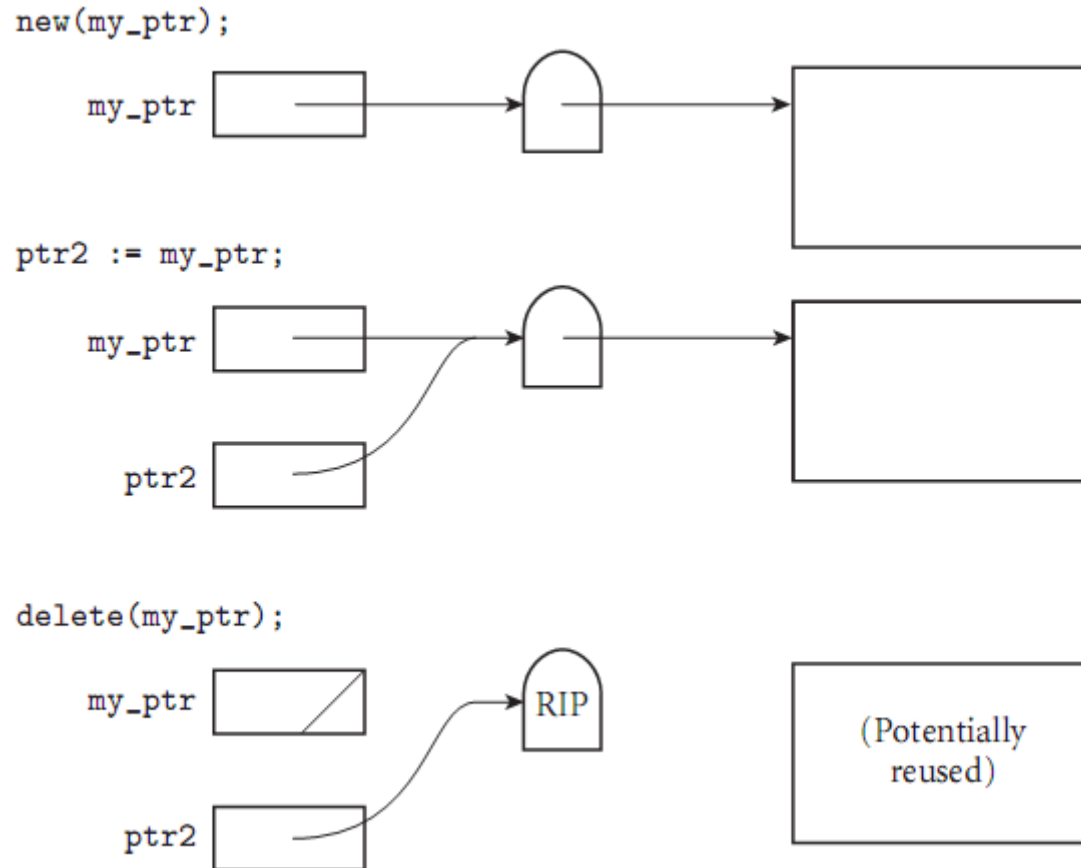 new(my_ptr);
my_ptr
ptr2 := my_ptr;
my_ptr
ptr2
delete(my_ptr);
my_ptr
RIP
(Potentially
reused)
ptr2